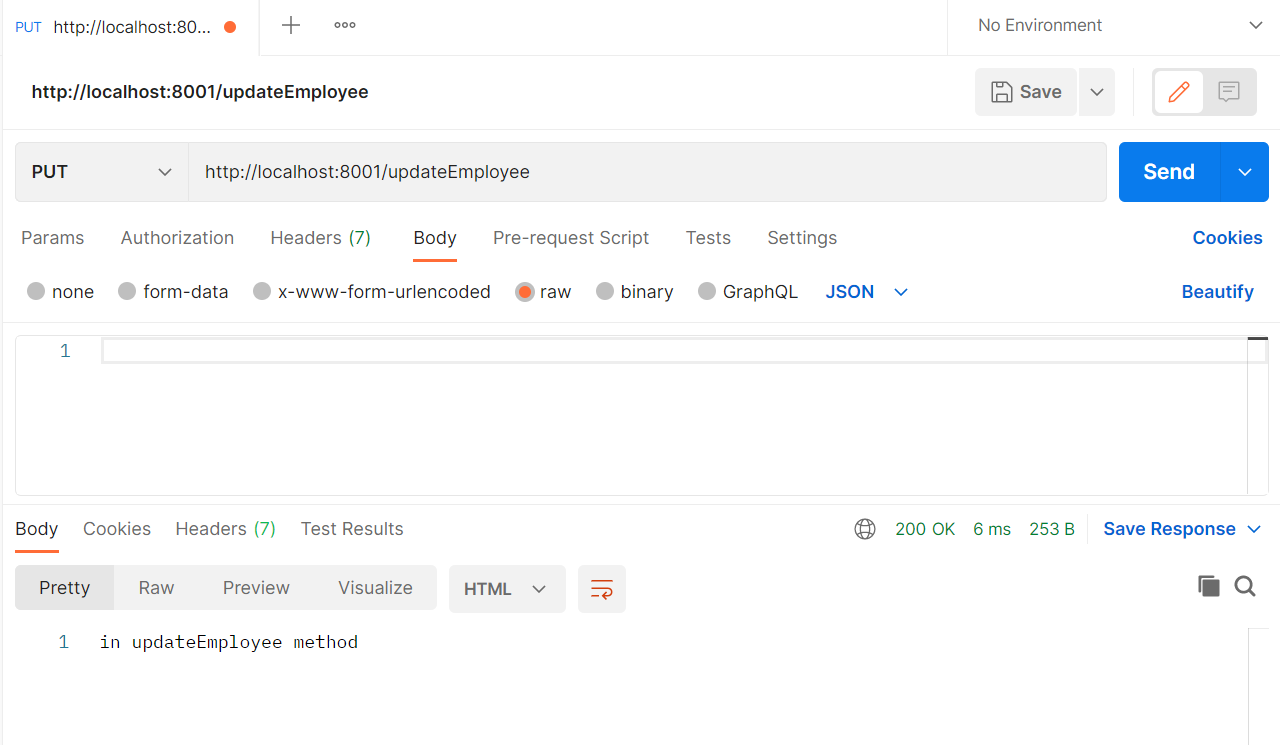 PUT http://localhost:80... No Environment
http://localhost:8001/updateEmployee Save
PUT http://localhost:8001/updateEmployee Send
Params Authorization Headers (7) Body Pre-request Script Tests Settings Cookies
none form-data x-www-form-urlencoded raw binary GraphQL JSON Beautify
1
Body Cookies Headers (7) Test Results 200 OK 6 ms 253 B Save Response
Pretty Raw Preview Visualize HTML
1 in updateEmployee method